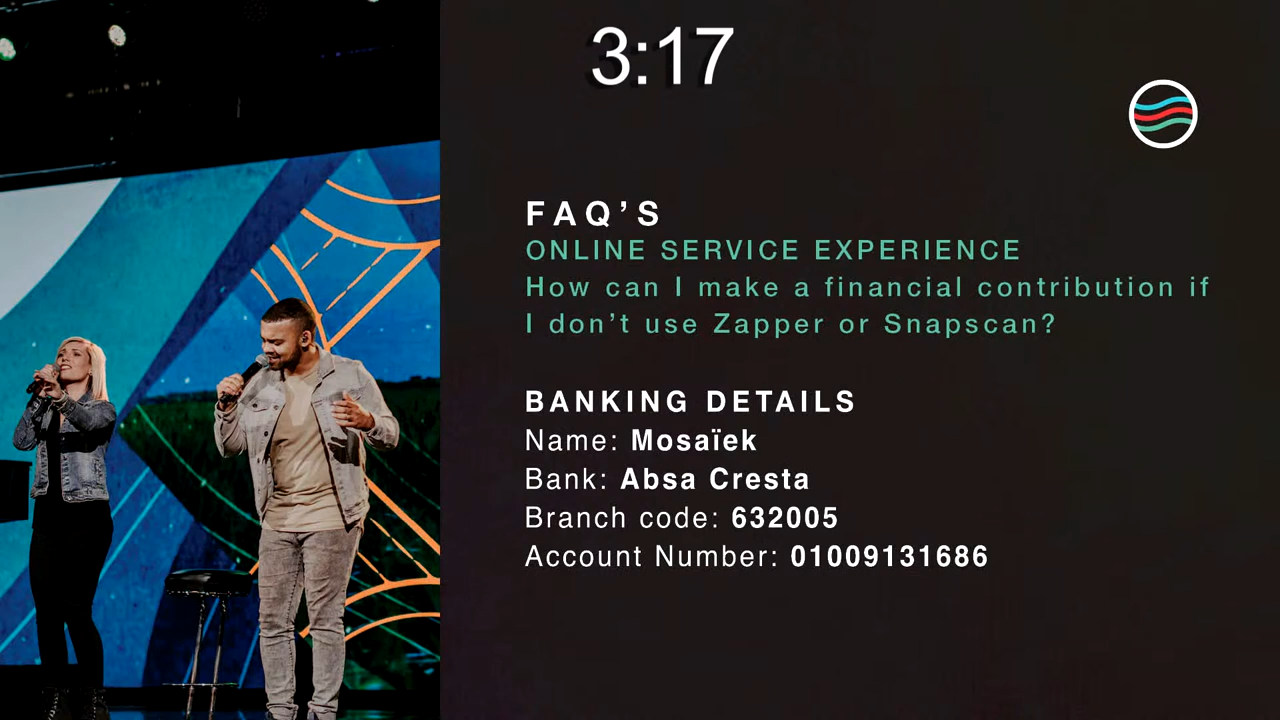 3:17
FAQ’S
ONLINE SERVICE EXPERIENCE
How can I make a financial contribution if
I don’t use Zapper or Snapscan?
BANKING DETAILS
Name: Mosaïek
Bank: Absa Cresta
Branch code: 632005
Account Number: 01009131686